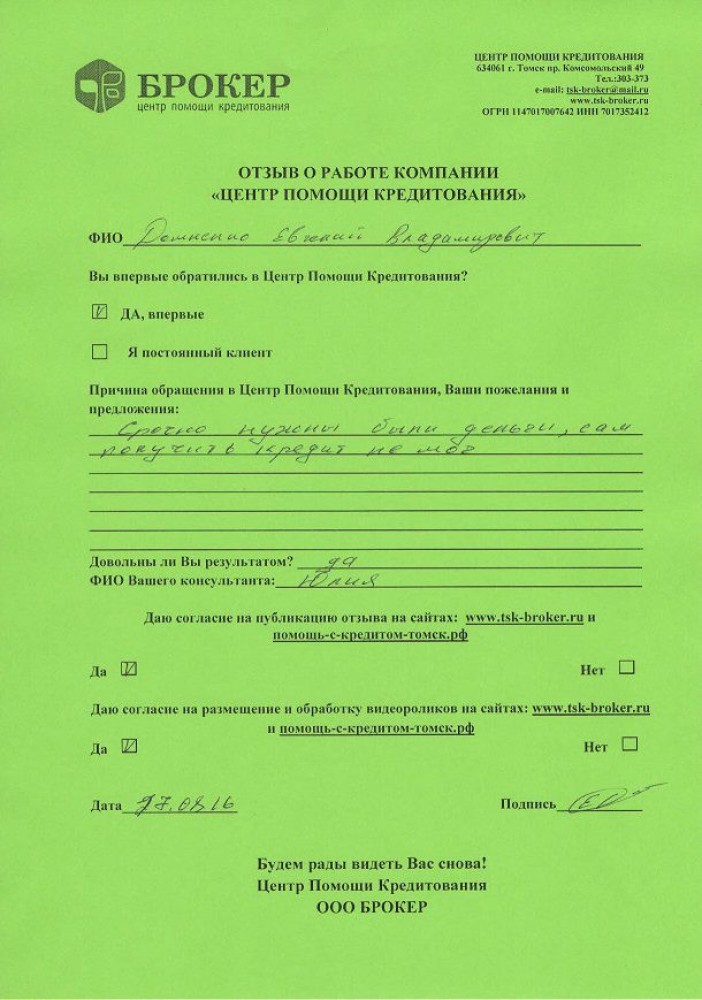 БРОКЕР
центр помощи кредитования
ЦЕНТР ПОМОЩИ КРЕДИТОВАНИЯ
634061 г. Томск пр. Комсомольский 49
Тел.:303-373
e-mail: tsk-broker@mail.ru
www.tsk-broker.ru
ОГРН 1147017007642 ИНН 7017352412
ОТЗЫВ О РАБОТЕ КОМПАНИИ
«ЦЕНТР ПОМОЩИ КРЕДИТОВАНИЯ»
ФИО Евгений Владимирович
Вы впервые обратились в Центр Помощи Кредитования?
ДА, впервые
Я постоянный клиент
Причина обращения в Центр Помощи Кредитования, Ваши пожелания и
предложения:
Срочно нужны были деньги, сам
получить кредит не мог
Довольны ли Вы результатом? да
ФИО Вашего консультанта: Юлия
Даю согласие на публикацию отзыва на сайтах: www.tsk-broker.ru и
помощь-с-кредитом-томск.рф
Да Нет
Даю согласие на размещение и обработку видеороликов на сайтах: www.tsk-broker.ru
и помощь-с-кредитом-томск.рф
Да Нет
Дата Подпись
Будем рады видеть Вас снова!
Центр Помощи Кредитования
ООО БРОКЕР